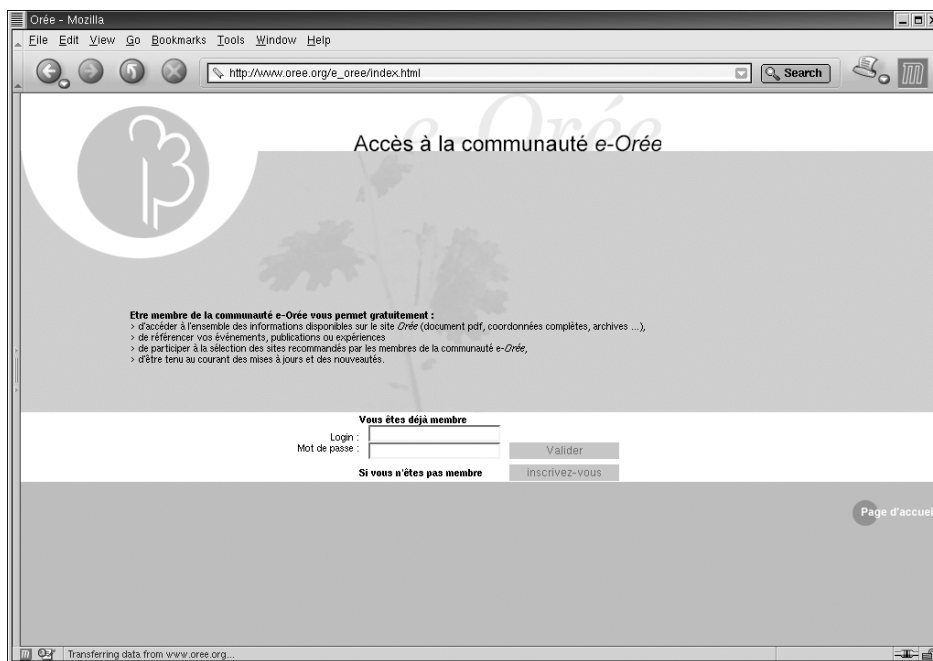 Orée - Mozilla
File Edit View Go Bookmarks Tools Window Help
http://www.oree.org/e_oree/index.html
Search
e-Orée
Accès à la communauté e-Orée
Etre membre de la communauté e-Orée vous permet gratuitement :
> d'accéder à l'ensemble des informations disponibles sur le site Orée (document pdf, coordonnées complètes, archives ...),
> de référencer vos événements, publications ou expériences
> de participer à la sélection des sites recommandés par les membres de la communauté e-Orée,
> d'être tenu au courant des mises à jours et des nouveautés.
Vous êtes déjà membre
Login :
Mot de passe :
Valider
Si vous n'êtes pas membre
inscrivez-vous
Page d'accuei
Transferring data from www.oree.org...